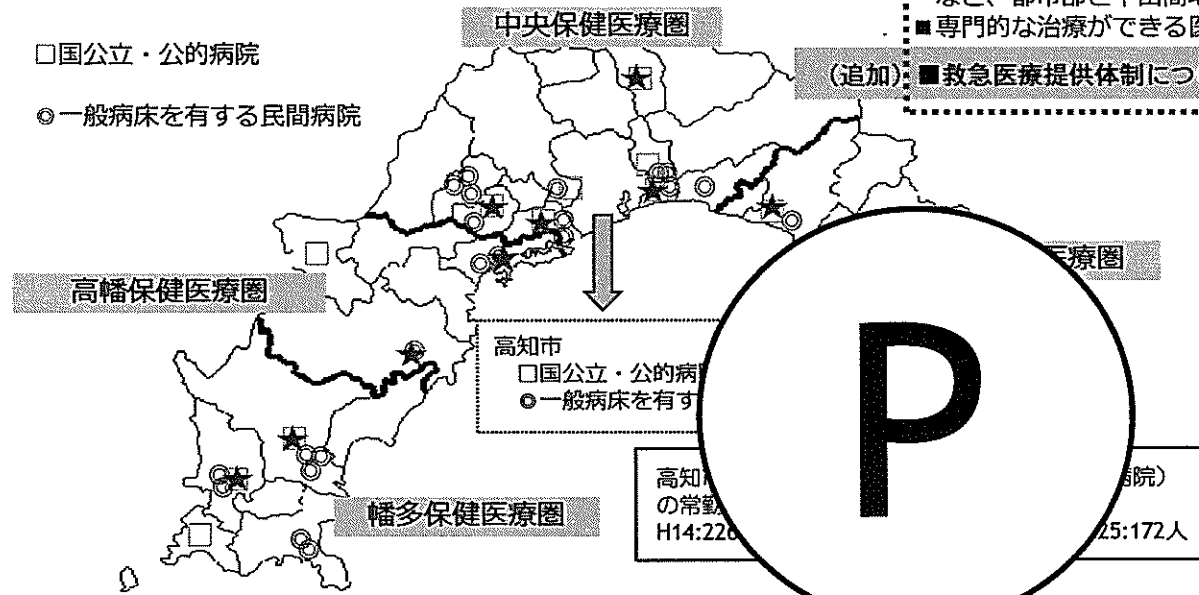 中央保健医療圏
□国公立・公的病院
◎一般病床を有する民間病院
■専門的な治療ができる医
(追加) ■救急医療提供体制につ
医療圏
高幡保健医療圏
高知市
□国公立・公的病
◎一般病床を有す
高知
病院)
の常勤
H14:226
25:172人
幡多保健医療圏
P